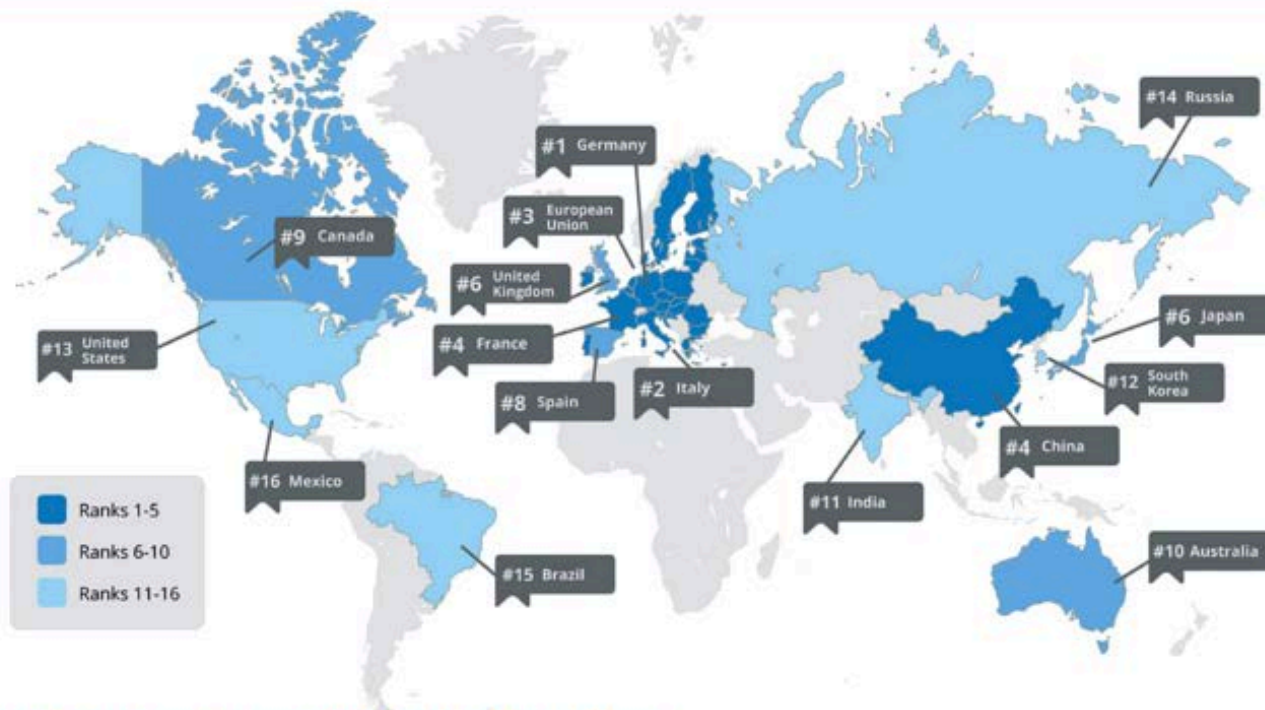 #14 Russia
#1 Germany
#3 European
Union
#9 Canada
#6 United
Kingdom
#6 Japan
#13 United
States
#4 France
#12 South
Korea
#8 Spain
#2 Italy
#4 China
#16 Mexico
#11 India
Ranks 1-5
Ranks 6-10
Ranks 11-16
#15 Brazil
#10 Australia